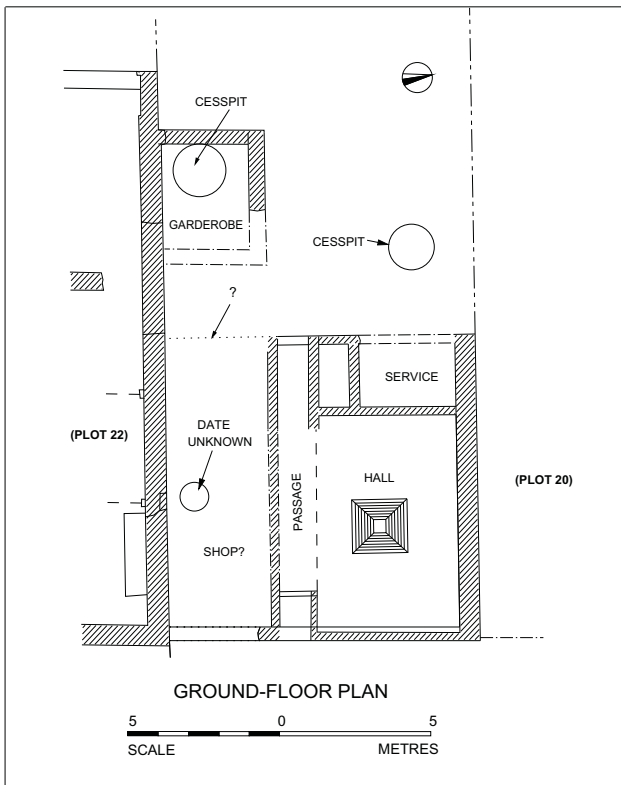 CESSPIT
GARDEROBE
CESSPIT
?
SERVICE
DATE
UNKNOWN
(PLOT 22)
PASSAGE
HALL
(PLOT 20)
SHOP?
GROUND-FLOOR PLAN
5 0 5
SCALE METRES